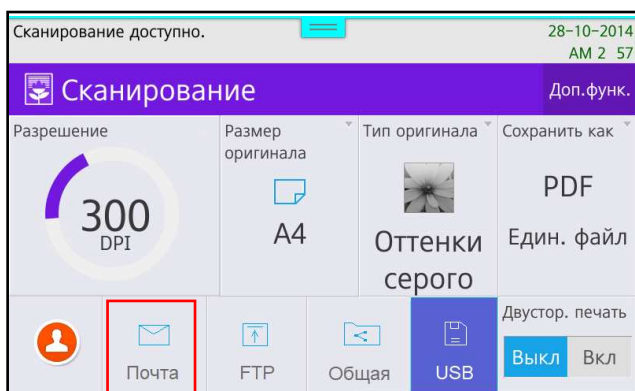 Сканирование доступно.
28-10-2014
AM 2 57
Сканирование
Доп.функ.
Разрешение
300
DPI
Размер
оригинала
A4
Тип оригинала
Оттенки
серого
Сохранить как
PDF
Един. файл
Почта
FTP
Общая
USB
Двустор. печать
Выкл
Вкл